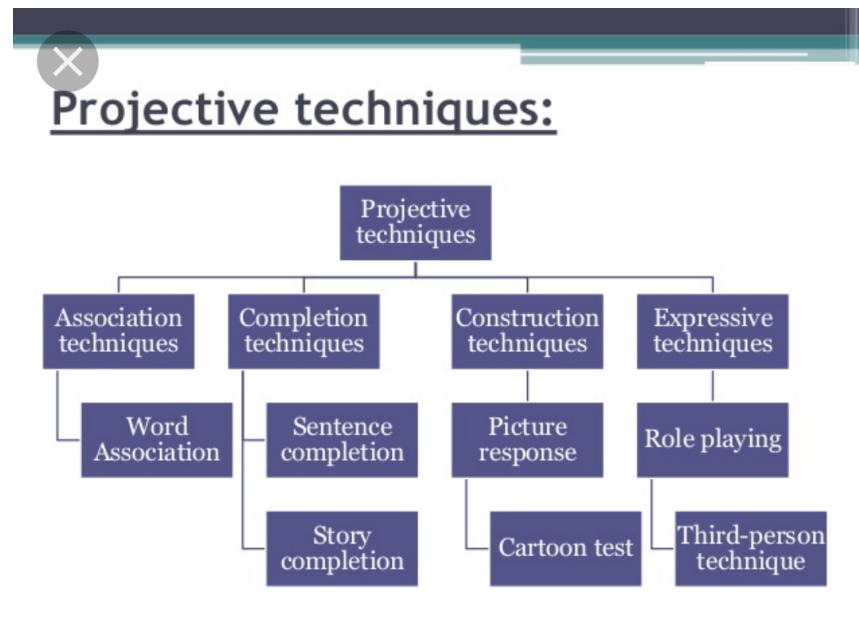 Projective techniques:
Projective
techniques
Association
techniques
Completion
techniques
Construction
techniques
Expressive
techniques
Word
Association
Sentence
completion
Picture
response
Role playing
Story
completion
Cartoon test
Third-person
technique